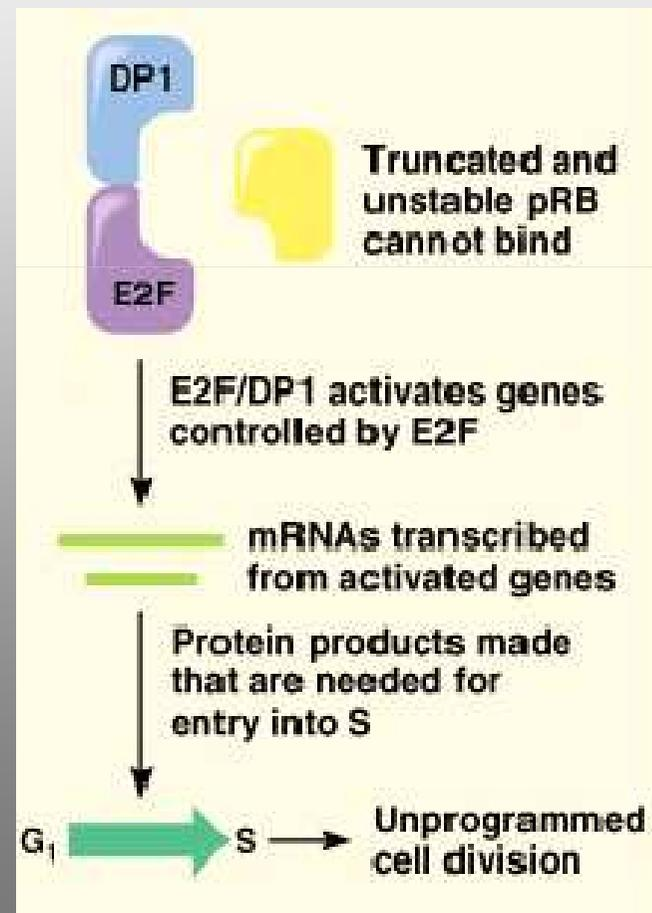 DP1
Truncated and
unstable pRB
cannot bind
E2F
E2F/DP1 activates genes
controlled by E2F
mRNAs transcribed
from activated genes
Protein products made
that are needed for
entry into S
G₁ S Unprogrammed
cell division